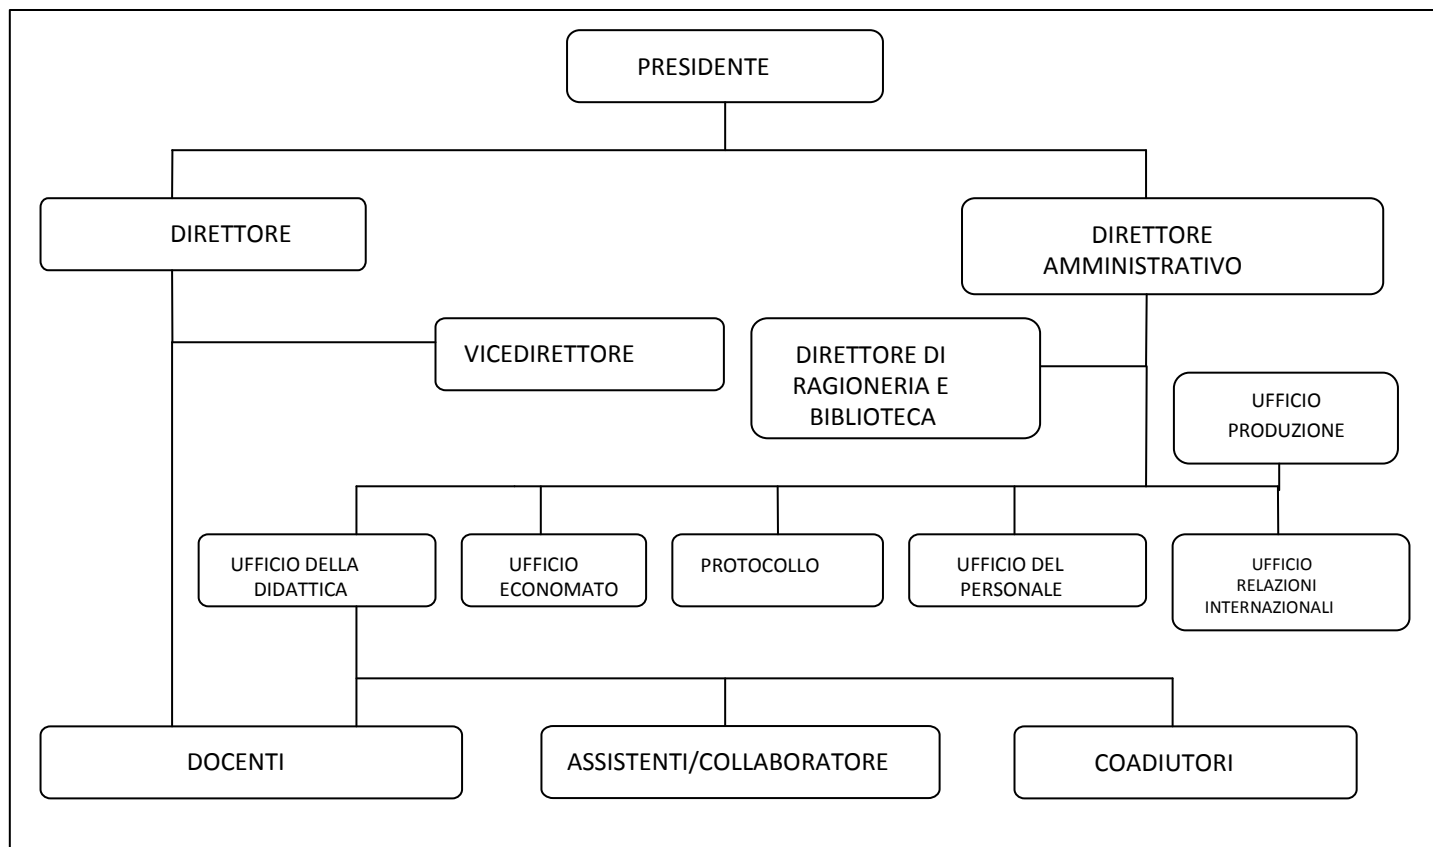 PRESIDENTE
DIRETTORE
DIRETTORE
AMMINISTRATIVO
VICEDIRETTORE
DIRETTORE DI
RAGIONERIA E
BIBLIOTECA
UFFICIO
PRODUZIONE
UFFICIO DELLA
DIDATTICA
UFFICIO
ECONOMATO
PROTOCOLLO
UFFICIO DEL
PERSONALE
UFFICIO
RELAZIONI
INTERNAZIONALI
DOCENTI
ASSISTENTI/COLLABORATORE
COADIUTORI